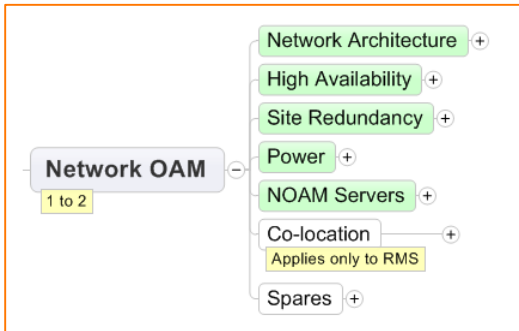 Network Architecture
High Availability
Site Redundancy
Power
Network OAM
1 to 2
NOAM Servers
Co-location
Applies only to RMS
Spares